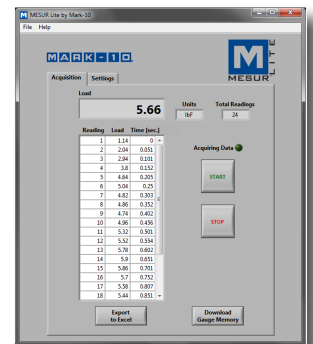 MESUR Lite by Mark-10
File Help
MARK-10
M
LITE
MESUR
Acquisition Settings
Load
5.66
Units Total Readings
lbF 24
Reading Load Time [sec.]
1 1.14 0
2 2.04 0.051
3 2.94 0.101
4 3.8 0.152
5 4.64 0.205
6 5.04 0.25
7 4.82 0.303
8 4.86 0.352
9 4.74 0.402
10 4.96 0.456
11 5.32 0.501
12 5.52 0.554
13 5.78 0.602
14 5.9 0.651
15 5.86 0.701
16 5.7 0.752
17 5.58 0.807
18 5.44 0.851
Acquiring Data
START
STOP
Export
to Excel
Download
Gauge Memory